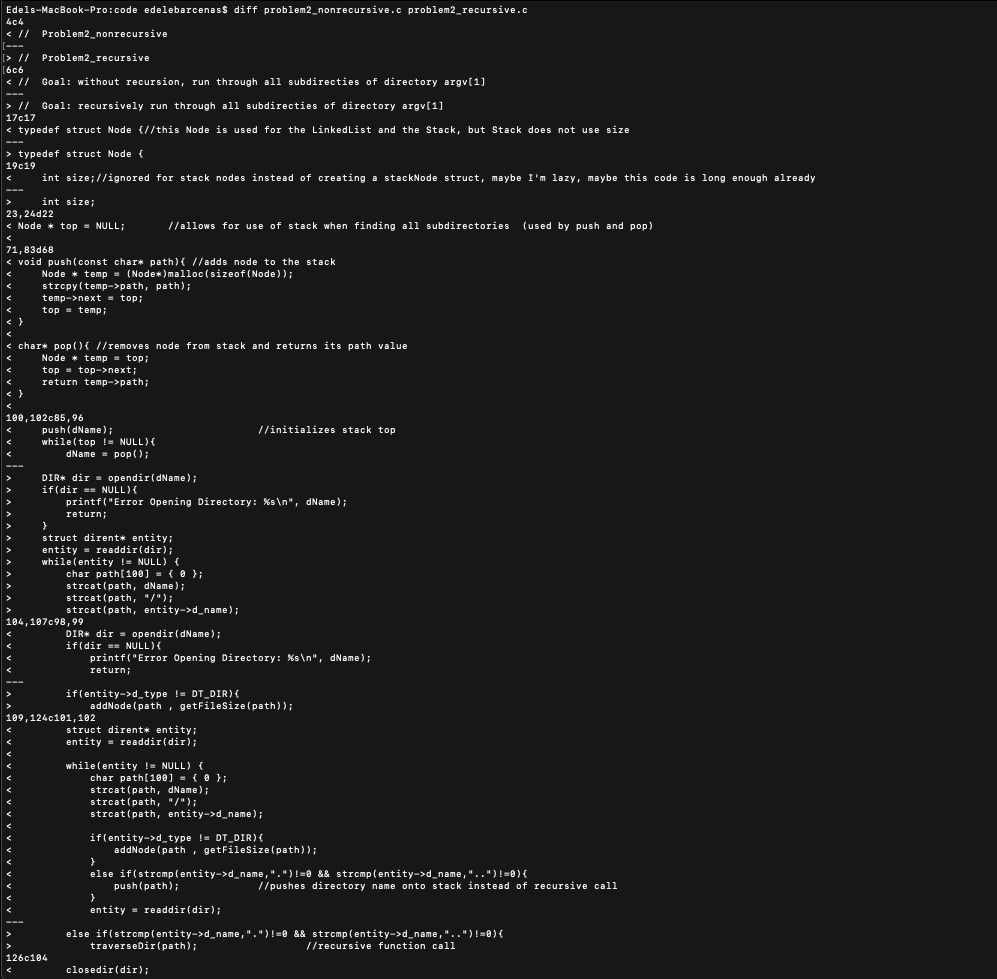 Edels-MacBook-Pro:code edelebarcenas$ diff problem2_nonrecursive.c problem2_recursive.c
4c4
< //  Problem2_nonrecursive
[---
[> //  Problem2_recursive
[6c6
< //  Goal: without recursion, run through all subdirecties of directory argv[1]
---
> //  Goal: recursively run through all subdirecties of directory argv[1]
17c17
< typedef struct Node {//this Node is used for the LinkedList and the Stack, but Stack does not use size
---
> typedef struct Node {
19c19
<     int size;//ignored for stack nodes instead of creating a stackNode struct, maybe I'm lazy, maybe this code is long enough already
---
>     int size;
23,24d22
< Node * top = NULL;       //allows for use of stack when finding all subdirectories  (used by push and pop)
<
71,83d68
< void push(const char* path){ //adds node to the stack
<     Node * temp = (Node*)malloc(sizeof(Node));
<     strcpy(temp->path, path);
<     temp->next = top;
<     top = temp;
< }
<
< char* pop(){ //removes node from stack and returns its path value
<     Node * temp = top;
<     top = top->next;
<     return temp->path;
< }
<
100,102c85,96
<     push(dName);                        //initializes stack top
<     while(top != NULL){
<         dName = pop();
---
>     DIR* dir = opendir(dName);
>     if(dir == NULL){
>         printf("Error Opening Directory: %s\n", dName);
>         return;
>     }
>     struct dirent* entity;
>     entity = readdir(dir);
>     while(entity != NULL) {
>         char path[100] = { 0 };
>         strcat(path, dName);
>         strcat(path, "/");
>         strcat(path, entity->d_name);
104,107c98,99
<         DIR* dir = opendir(dName);
<         if(dir == NULL){
<             printf("Error Opening Directory: %s\n", dName);
<             return;
---
>         if(entity->d_type != DT_DIR){
>             addNode(path , getFileSize(path));
109,124c101,102
<         struct dirent* entity;
<         entity = readdir(dir);
<
<         while(entity != NULL) {
<             char path[100] = { 0 };
<             strcat(path, dName);
<             strcat(path, "/");
<             strcat(path, entity->d_name);
<
<             if(entity->d_type != DT_DIR){
<                 addNode(path , getFileSize(path));
<             }
<             else if(strcmp(entity->d_name,".")!=0 && strcmp(entity->d_name,"..")!=0){
<                 push(path);             //pushes directory name onto stack instead of recursive call
<             }
<             entity = readdir(dir);
---
>         else if(strcmp(entity->d_name,".")!=0 && strcmp(entity->d_name,"..")!=0){
>             traverseDir(path);                  //recursive function call
126c104
<         closedir(dir);